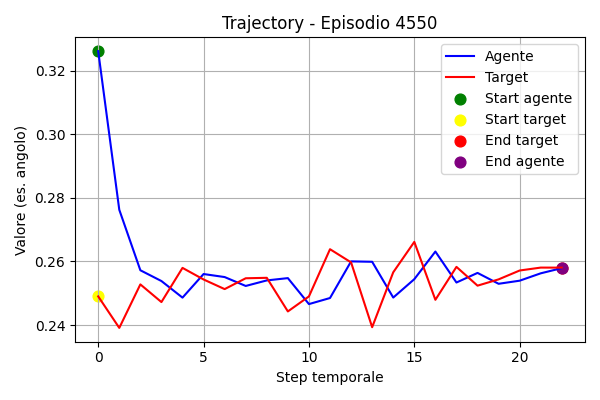 Trajectory - Episodio 4550
Valore (es. angolo)
0.32
0.30
0.28
0.26
0.24
Agente
Target
Start agente
Start target
End target
End agente
0 5 10 15 20
Step temporale